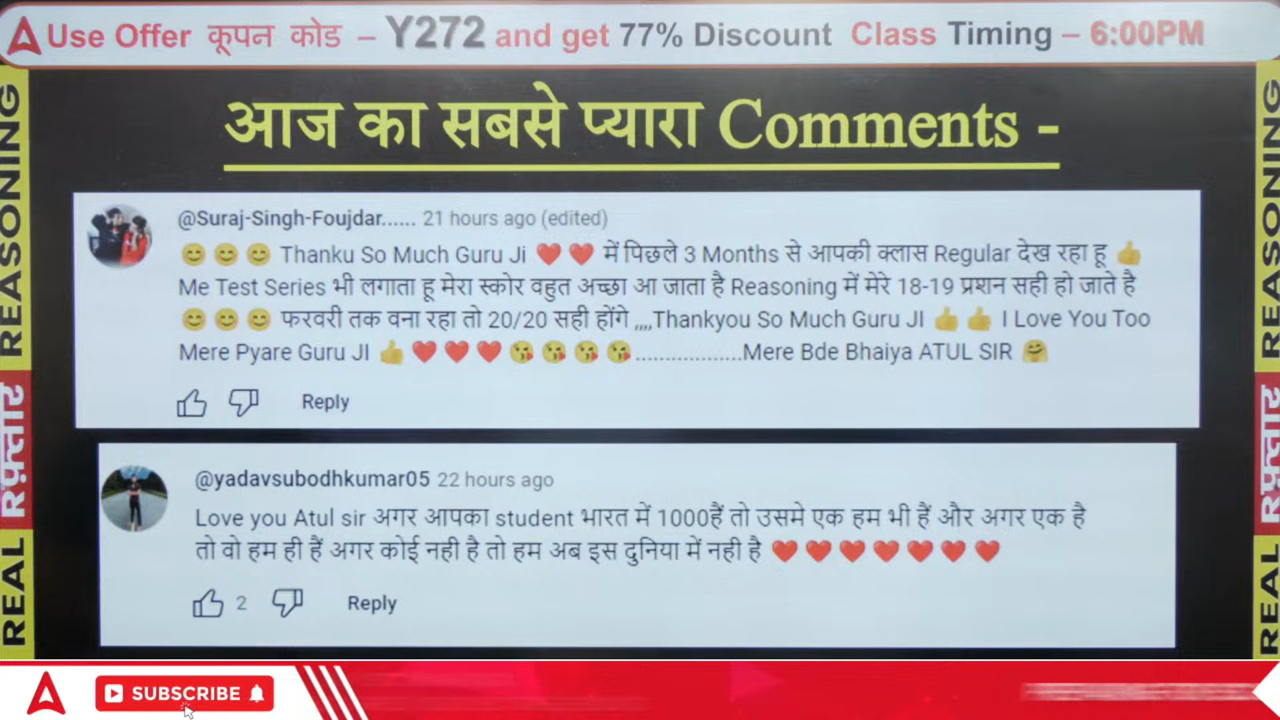 Use Offer कूपन कोड – Y272 and get 77% Discount Class Timing – 6:00PM
आज का सबसे प्यारा Comments -
@Suraj-Singh-Foujdar...... 21 hours ago (edited)
😊 😊 😊 Thanku So Much Guru Ji ❤️ ❤️ में पिछले 3 Months से आपकी क्लास Regular देख रहा हू 👍
Me Test Series भी लगाता हू मेरा स्कोर वहुत अच्छा आ जाता है Reasoning में मेरे 18-19 प्रशन सही हो जाते है
😊 😊 😊 फरवरी तक वना रहा तो 20/20 सही होंगे ,,,,Thankyou So Much Guru JI 👍 👍 I Love You Too
Mere Pyare Guru JI 👍 ❤️ ❤️ ❤️ 😘 😘 😘 😘 ..................Mere Bde Bhaiya ATUL SIR 🤗
Reply
@yadavsubodhkumar05 22 hours ago
Love you Atul sir अगर आपका student भारत में 1000हैं तो उसमे एक हम भी हैं और अगर एक है
तो वो हम ही हैं अगर कोई नही है तो हम अब इस दुनिया में नही है ❤️ ❤️ ❤️ ❤️ ❤️ ❤️ ❤️
2 Reply
REAL रफ़्तार REASONING
REAL रफ़्तार REASONING
SUBSCRIBE